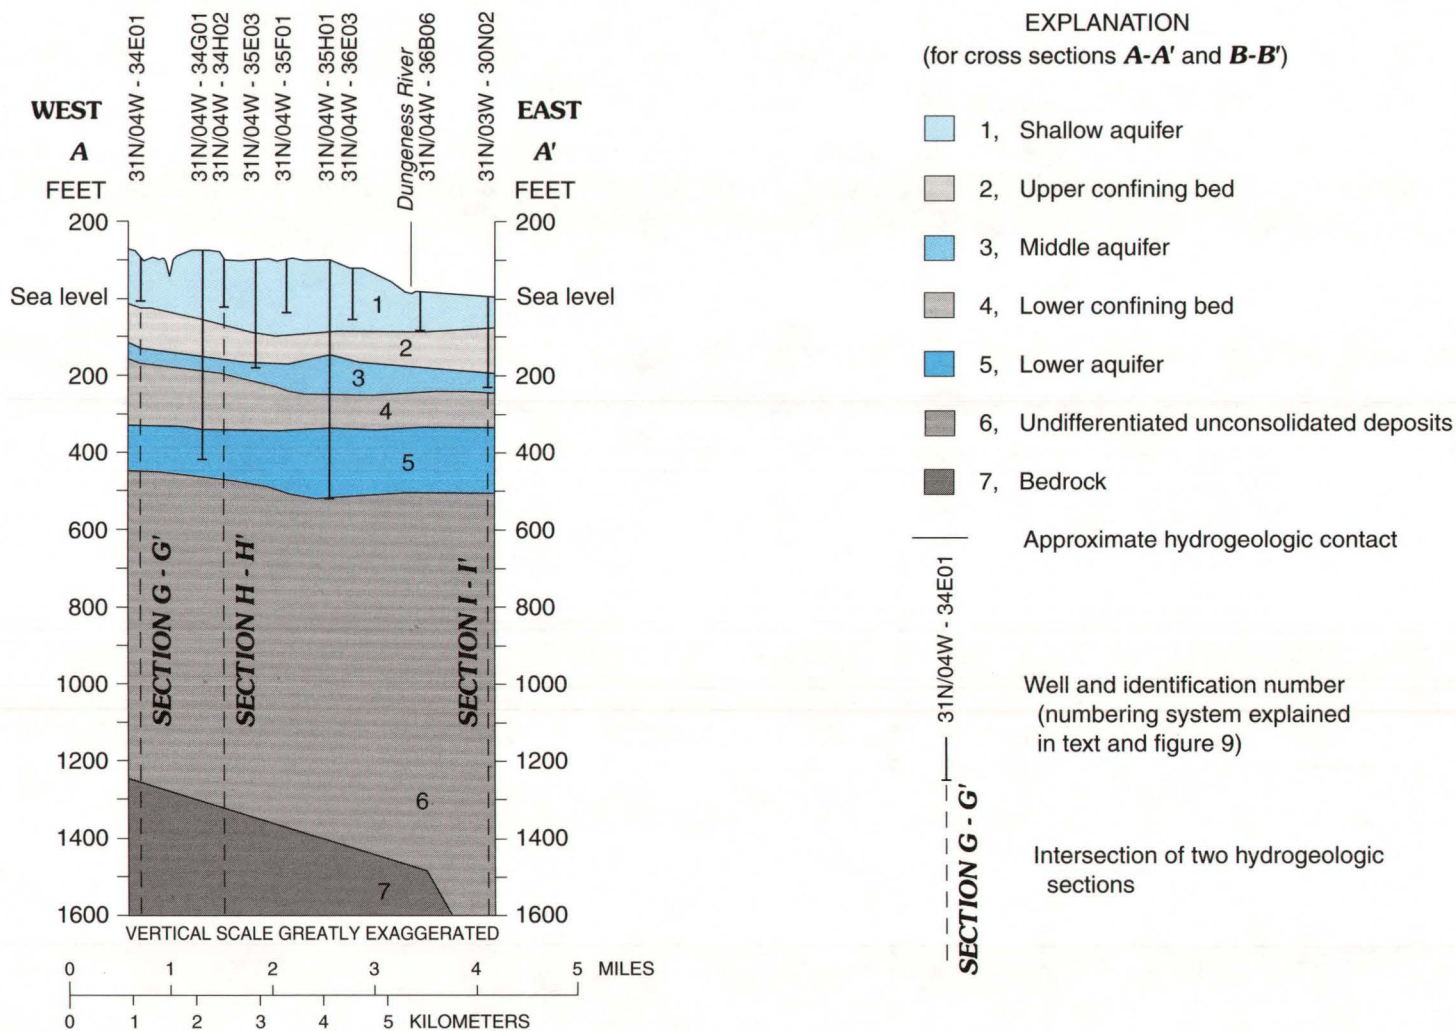 WEST
A
FEET
31N/04W - 34E01
31N/04W - 34G01
31N/04W - 34H02
31N/04W - 35E03
31N/04W - 35F01
31N/04W - 35H01
31N/04W - 36E03
Dungeness River
31N/04W - 36B06
31N/03W - 30N02
EAST
A'
FEET
200
Sea level
200
400
600
800
1000
1200
1400
1600
200
Sea level
200
400
600
800
1000
1200
1400
1600
1
2
3
4
5
6
7
SECTION G - G'
SECTION H - H'
SECTION I - I'
VERTICAL SCALE GREATLY EXAGGERATED
0 1 2 3 4 5 MILES
0 1 2 3 4 5 KILOMETERS
EXPLANATION
(for cross sections A-A' and B-B')
1, Shallow aquifer
2, Upper confining bed
3, Middle aquifer
4, Lower confining bed
5, Lower aquifer
6, Undifferentiated unconsolidated deposits
7, Bedrock
Approximate hydrogeologic contact
31N/04W - 34E01
Well and identification number
(numbering system explained
in text and figure 9)
SECTION G - G'
Intersection of two hydrogeologic
sections